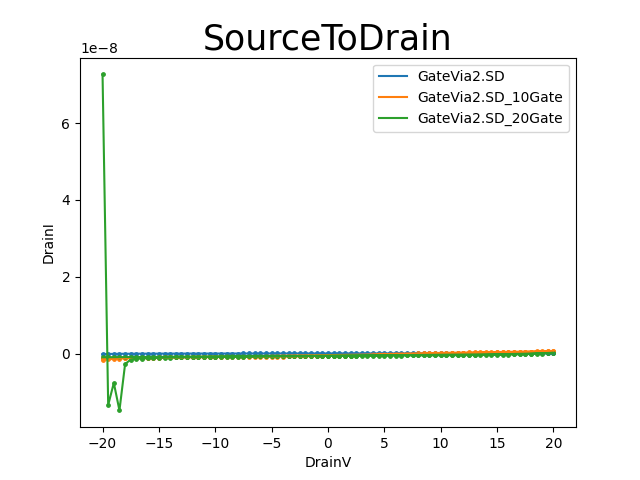 SourceToDrain
1e−8
GateVia2.SD
GateVia2.SD_10Gate
GateVia2.SD_20Gate
6
4
2
0
DrainI
−20
−15
−10
−5
0
5
10
15
20
DrainV